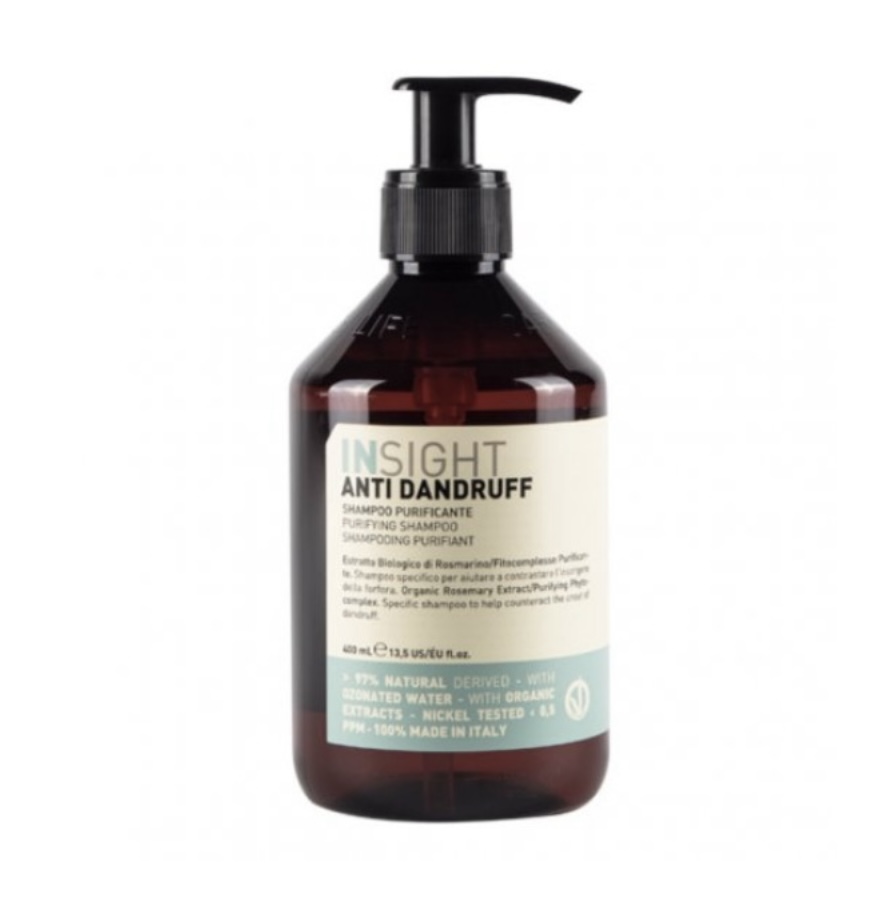 INSIGHT
ANTI DANDRUFF
SHAMPOO PURIFICANTE
PURIFYING SHAMPOO
SHAMPOOING PURIFIANT
Estratto Biologico di Rosmarino/Fitocomplesso Purifican-
te. Shampoo specifico per aiutare a contrastare l'insorgere
della forfora. Organic Rosemary Extract/Purifying Phyto-
complex. Specific shampoo to help counteract the onset of
dandruff.
400 mL e 13,5 US/ÉU fl.oz.
97% NATURAL DERIVED - WITH
OZONATED WATER - WITH ORGANIC
EXTRACTS - NICKEL TESTED < 0,5
PPM - 100% MADE IN ITALY